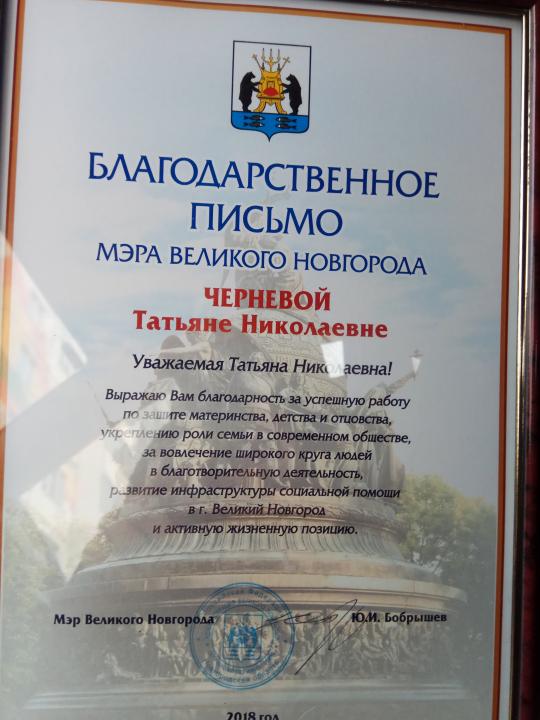 БЛАГОДАРСТВЕННОЕ
ПИСЬМО
МЭРА ВЕЛИКОГО НОВГОРОДА
ЧЕРНЕВОЙ
Татьяне Николаевне
Уважаемая Татьяна Николаевна!
Выражаю Вам благодарность за успешную работу
по защите материнства, детства и отцовства,
укреплению роли семьи в современном обществе,
за вовлечение широкого круга людей
в благотворительную деятельность,
развитие инфраструктуры социальной помощи
в г. Великий Новгород
и активную жизненную позицию.
Мэр Великого Новгорода Ю.И. Бобрышев
2018 год